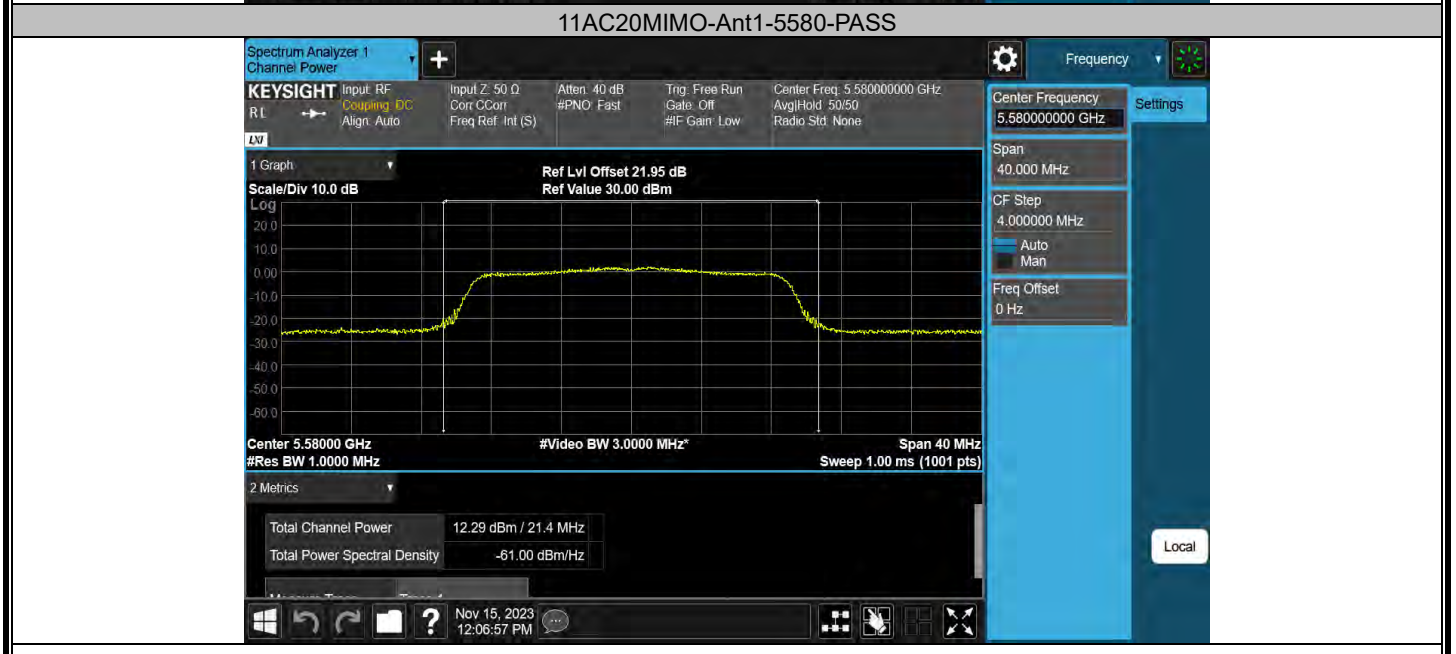 11AC20MIMO-Ant1-5580-PASS
Spectrum Analyzer 1
Channel Power
+
Frequency
KEYSIGHT
RL
LXI
Input: RF
Coupling: DC
Align: Auto
Input Z: 50 Ω
Corr CCorr
Freq Ref: Int (S)
Atten: 40 dB
#PNO: Fast
Trig: Free Run
Gate: Off
#IF Gain: Low
Center Freq: 5.580000000 GHz
Avg|Hold: 50/50
Radio Std: None
Center Frequency
5.580000000 GHz
Settings
Span
40.000 MHz
CF Step
4.000000 MHz
Auto
Man
Freq Offset
0 Hz
1 Graph
Ref Lvl Offset 21.95 dB
Scale/Div 10.0 dB
Ref Value 30.00 dBm
Log
20.0
10.0
0.00
-10.0
-20.0
-30.0
-40.0
-50.0
-60.0
Center 5.58000 GHz
#Video BW 3.0000 MHz*
Span 40 MHz
#Res BW 1.0000 MHz
Sweep 1.00 ms (1001 pts)
2 Metrics
Total Channel Power
12.29 dBm / 21.4 MHz
Total Power Spectral Density
-61.00 dBm/Hz
Local
?
Nov 15, 2023
12:06:57 PM